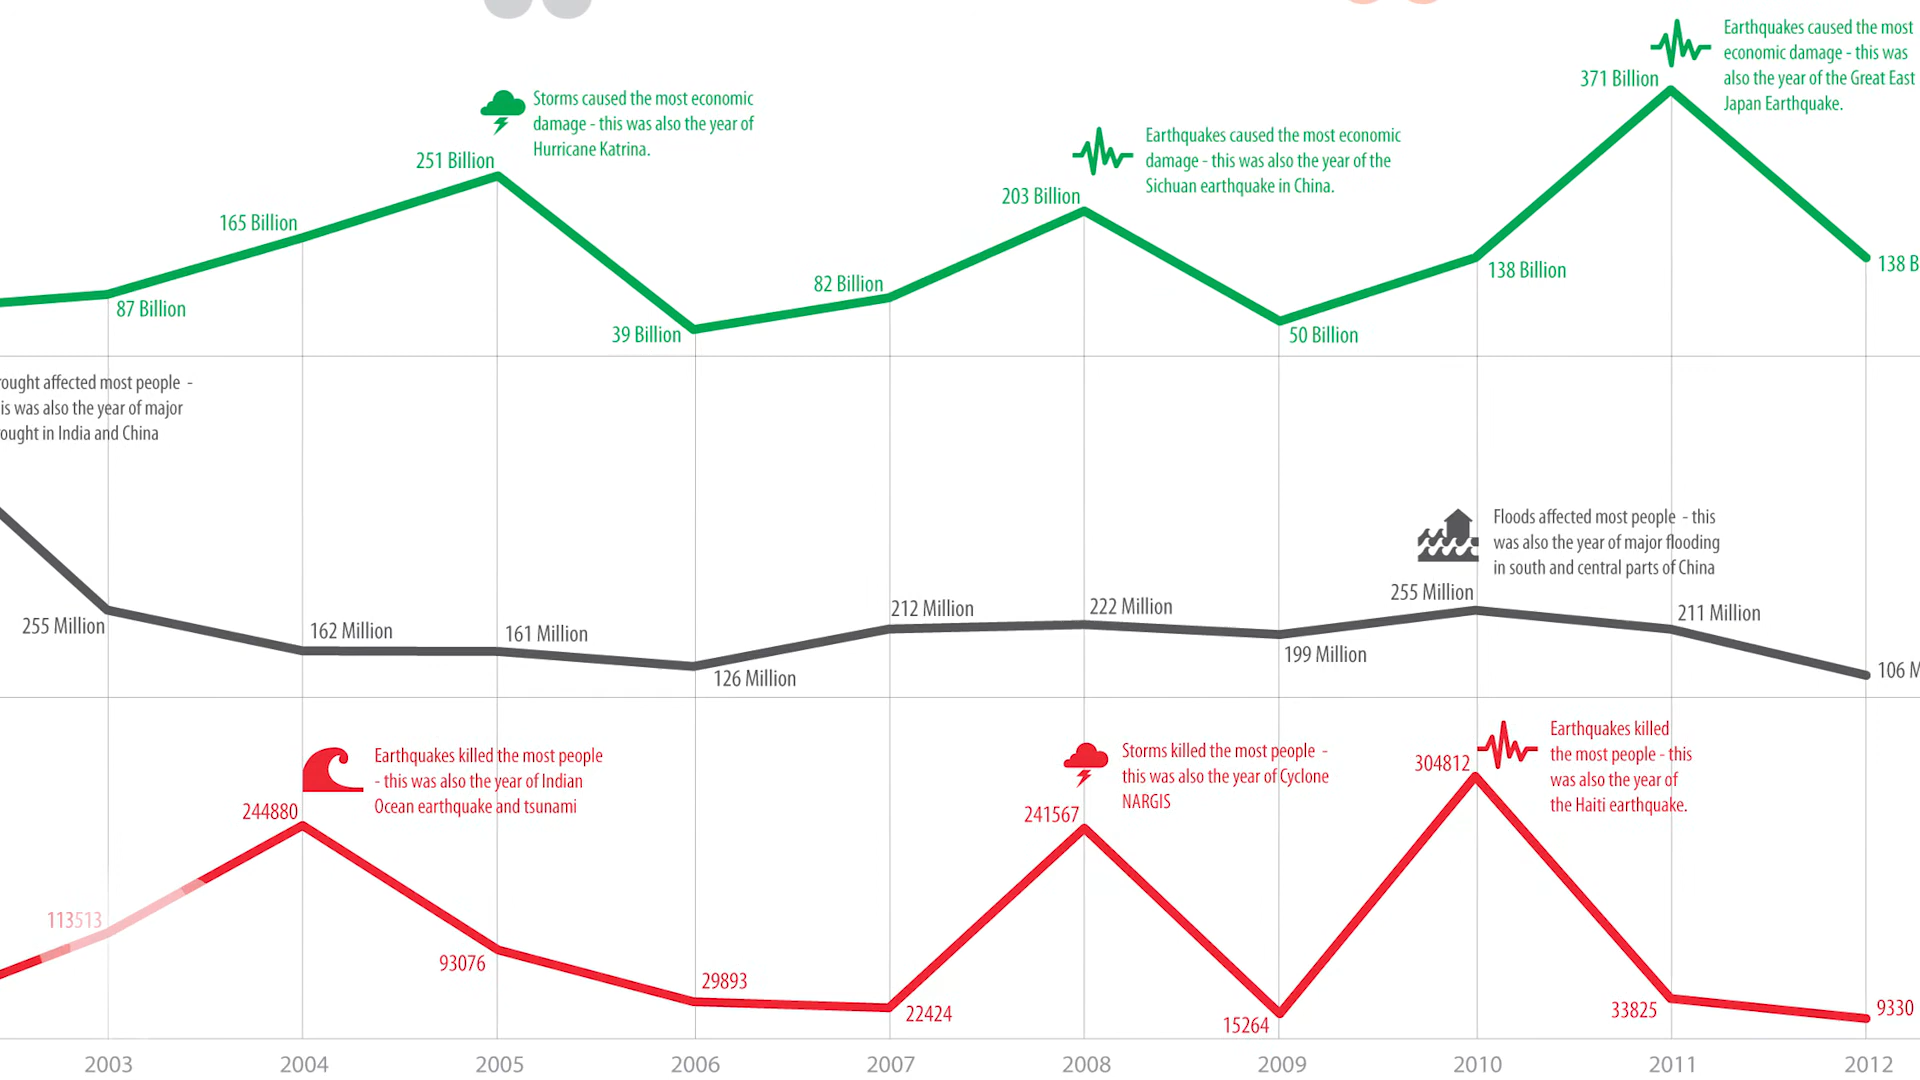 Earthquakes caused the most
economic damage - this was
also the year of the Great East
Japan Earthquake.
371 Billion
Storms caused the most economic
damage - this was also the year of
Hurricane Katrina.
251 Billion
Earthquakes caused the most economic
damage - this was also the year of the
Sichuan earthquake in China.
203 Billion
165 Billion
87 Billion
39 Billion
82 Billion
50 Billion
138 Billion
138 B
rought affected most people -
is was also the year of major
ought in India and China
Floods affected most people - this
was also the year of major flooding
in south and central parts of China
255 Million
162 Million
161 Million
126 Million
212 Million
222 Million
199 Million
255 Million
211 Million
106 M
Earthquakes killed the most people
- this was also the year of Indian
Ocean earthquake and tsunami
244880
Storms killed the most people -
this was also the year of Cyclone
NARGIS
241567
Earthquakes killed
the most people - this
was also the year of
the Haiti earthquake.
304812
113513
93076
29893
22424
15264
33825
9330
2003 2004 2005 2006 2007 2008 2009 2010 2011 2012